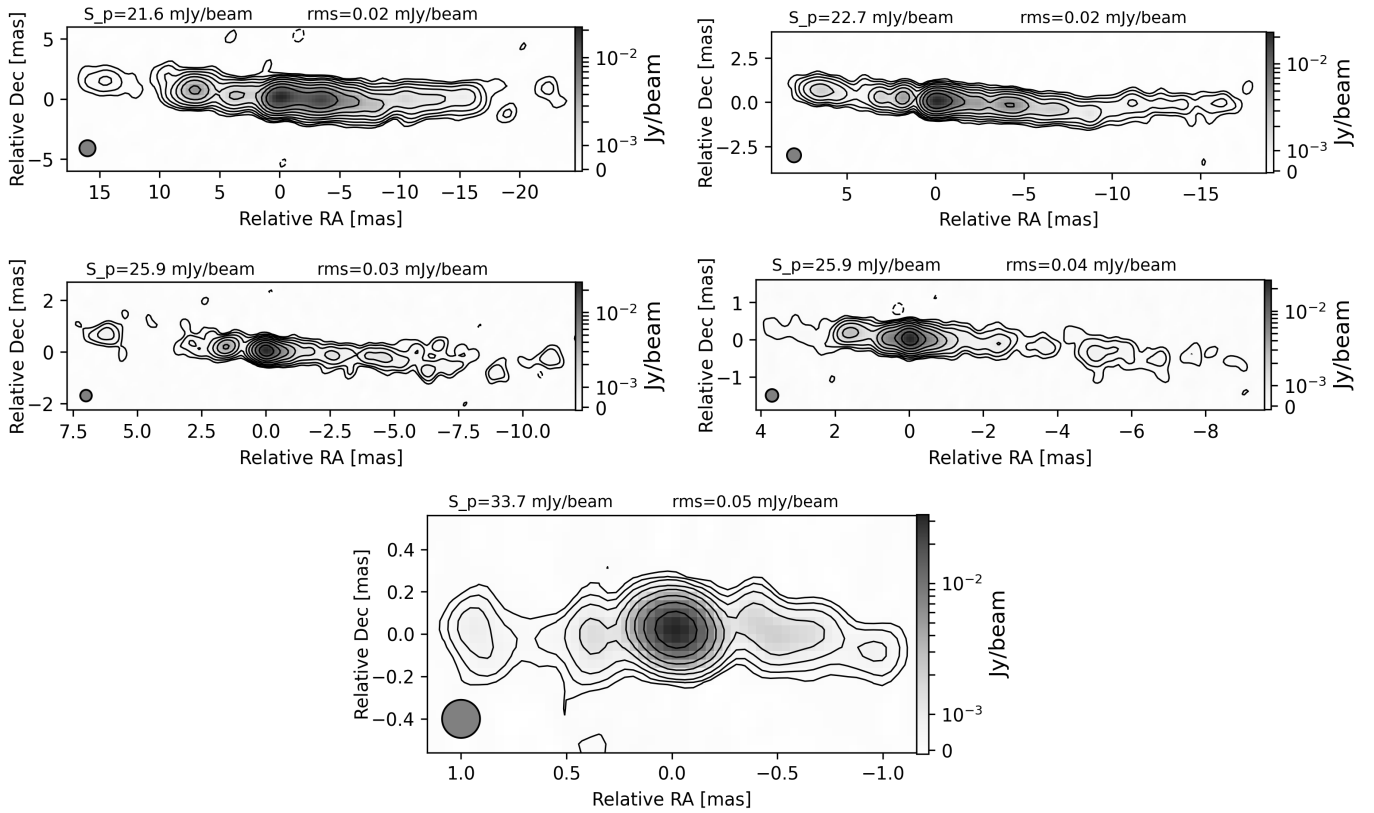 S_p=21.6 mJy/beam rms=0.02 mJy/beam
Relative Dec [mas]
5
0
−5
15 10 5 0 −5 −10 −15 −20
Relative RA [mas]
10−2
10−3
0
Jy/beam
S_p=22.7 mJy/beam rms=0.02 mJy/beam
Relative Dec [mas]
2.5
0.0
−2.5
5 0 −5 −10 −15
Relative RA [mas]
10−2
10−3
0
Jy/beam
S_p=25.9 mJy/beam rms=0.03 mJy/beam
Relative Dec [mas]
2
0
−2
7.5 5.0 2.5 0.0 −2.5 −5.0 −7.5 −10.0
Relative RA [mas]
10−2
10−3
0
Jy/beam
S_p=25.9 mJy/beam rms=0.04 mJy/beam
Relative Dec [mas]
1
0
−1
4 2 0 −2 −4 −6 −8
Relative RA [mas]
10−2
10−3
0
Jy/beam
S_p=33.7 mJy/beam rms=0.05 mJy/beam
Relative Dec [mas]
0.4
0.2
0.0
−0.2
−0.4
1.0 0.5 0.0 −0.5 −1.0
Relative RA [mas]
10−2
10−3
0
Jy/beam